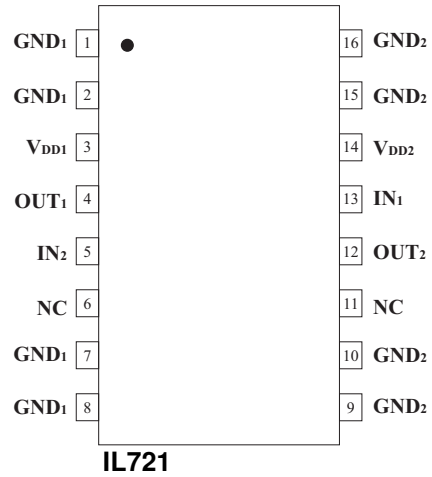 GND1 1 16 GND2
GND1 2 15 GND2
VDD1 3 14 VDD2
OUT1 4 13 IN1
IN2 5 12 OUT2
NC 6 11 NC
GND1 7 10 GND2
GND1 8 9 GND2
IL721